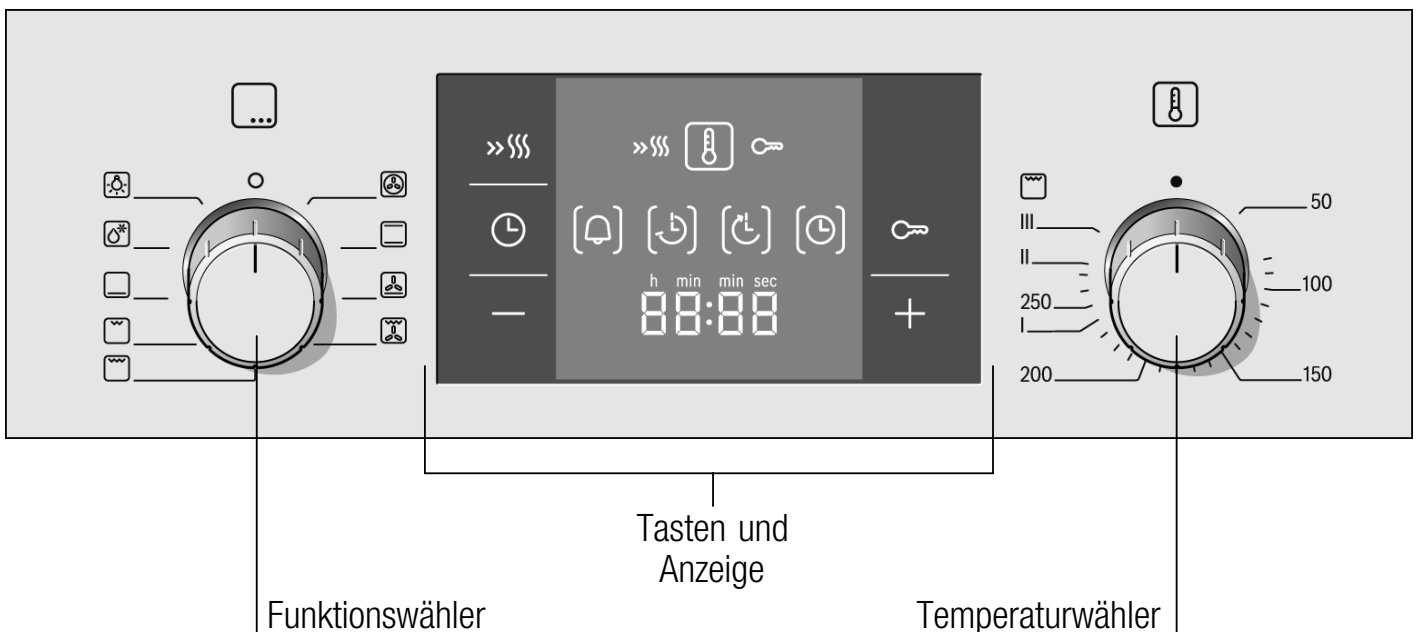 h min min sec
88:88
50
100
150
200
I
250
II
III
Tasten und
Anzeige
Funktionswähler
Temperaturwähler